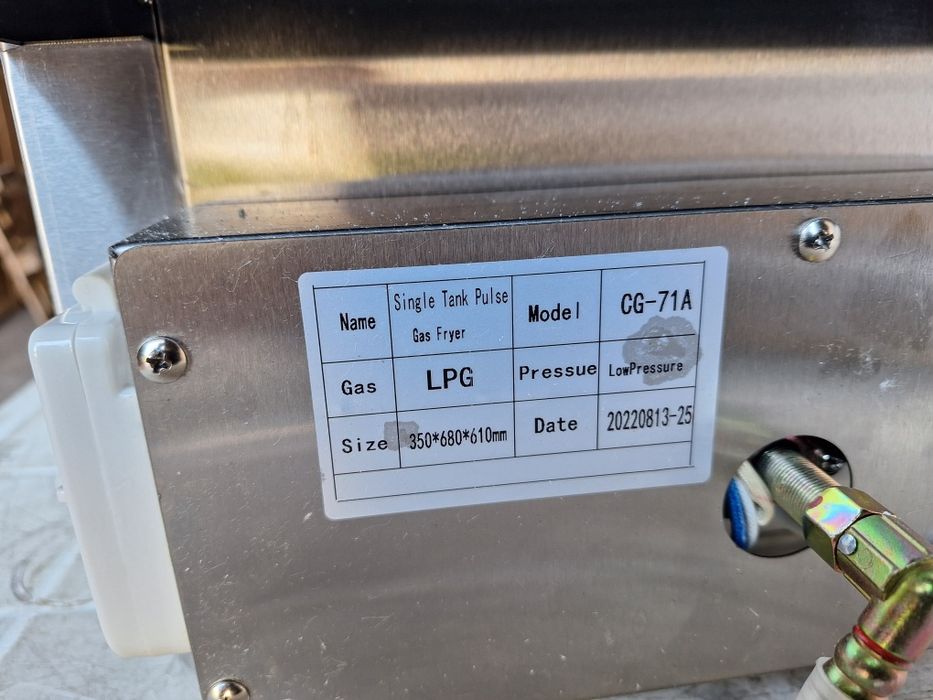 Name Single Tank Pulse Gas Fryer Model CG-71A
Gas LPG Pressue LowPressure
Size 350*680*610mm Date 20220813-25